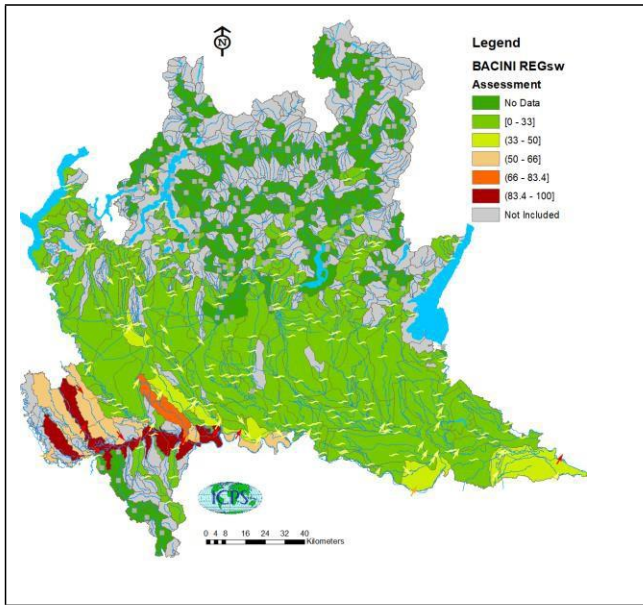 N
Legend
BACINI REGsw
Assessment
No Data
[0 - 33]
(33 - 50]
(50 - 66]
(66 - 83.4]
(83.4 - 100]
Not Included
ICPS
0 4 8 16 24 32 40
Kilometers